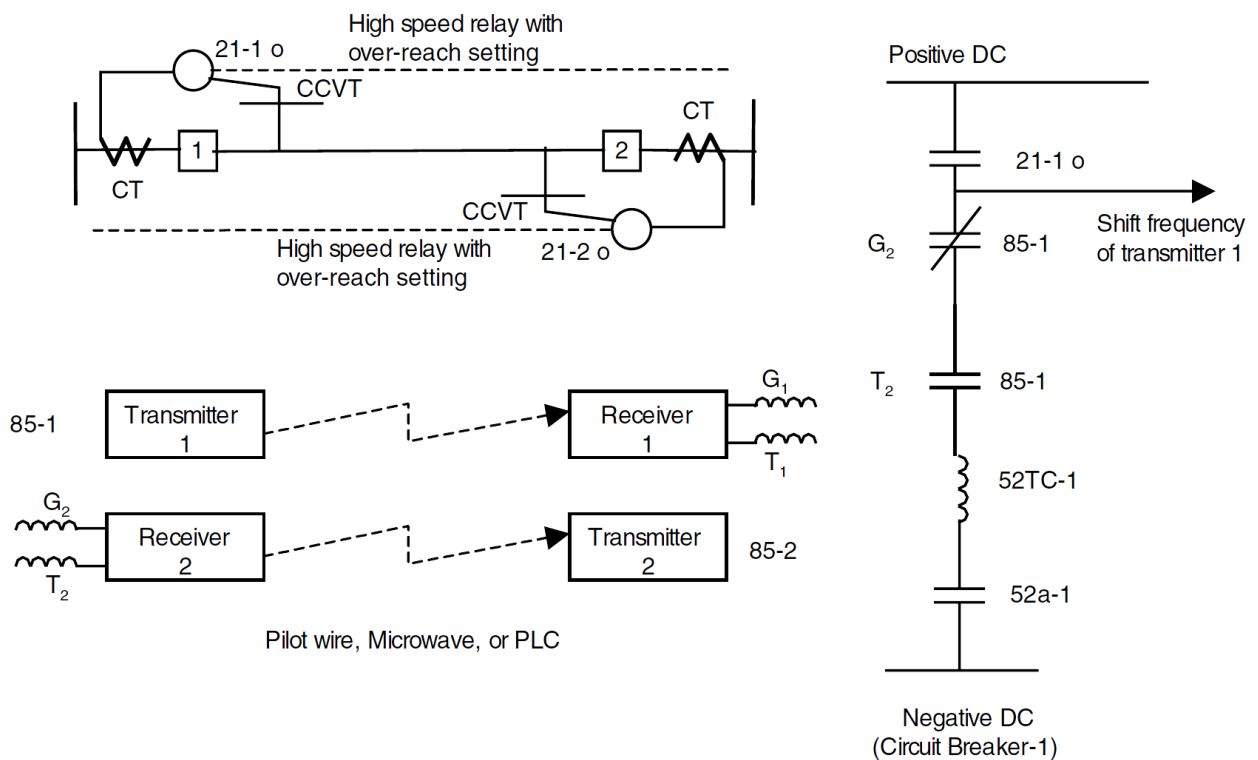 21-1 o
High speed relay with
over-reach setting
CCVT
CT
1
2
CT
CCVT
High speed relay with
over-reach setting
21-2 o
85-1
Transmitter
1
Receiver
1
G1
T1
G2
T2
Receiver
2
Transmitter
2
85-2
Pilot wire, Microwave, or PLC
Positive DC
21-1 o
Shift frequency
of transmitter 1
G2
85-1
T2
85-1
52TC-1
52a-1
Negative DC
(Circuit Breaker-1)